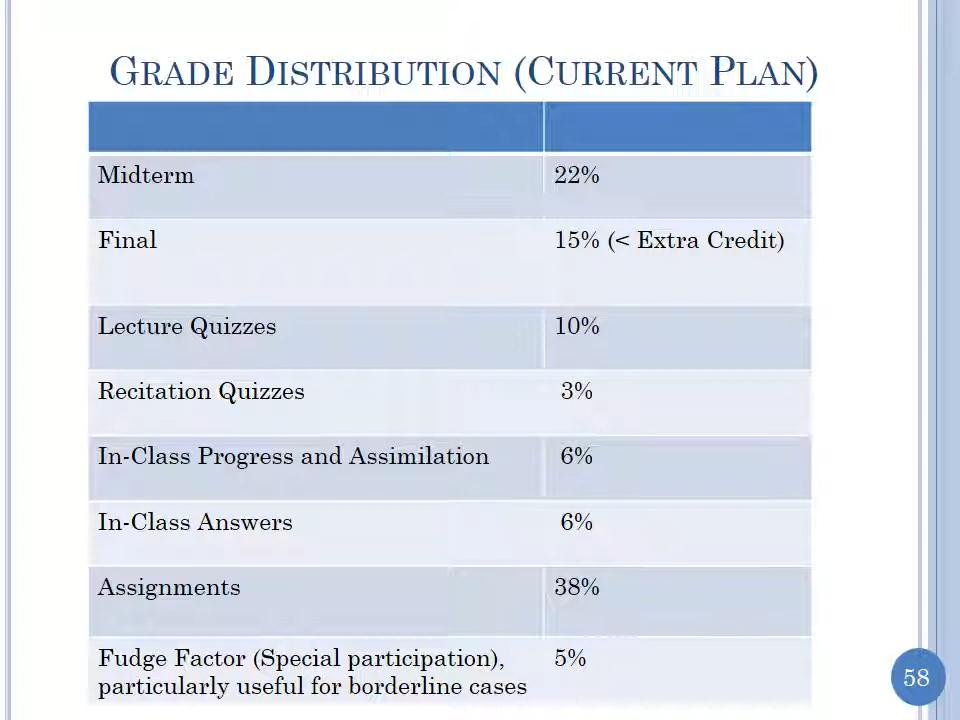 GRADE DISTRIBUTION (CURRENT PLAN)
Midterm 22%
Final 15% (< Extra Credit)
Lecture Quizzes 10%
Recitation Quizzes 3%
In-Class Progress and Assimilation 6%
In-Class Answers 6%
Assignments 38%
Fudge Factor (Special participation), 5%
particularly useful for borderline cases
58